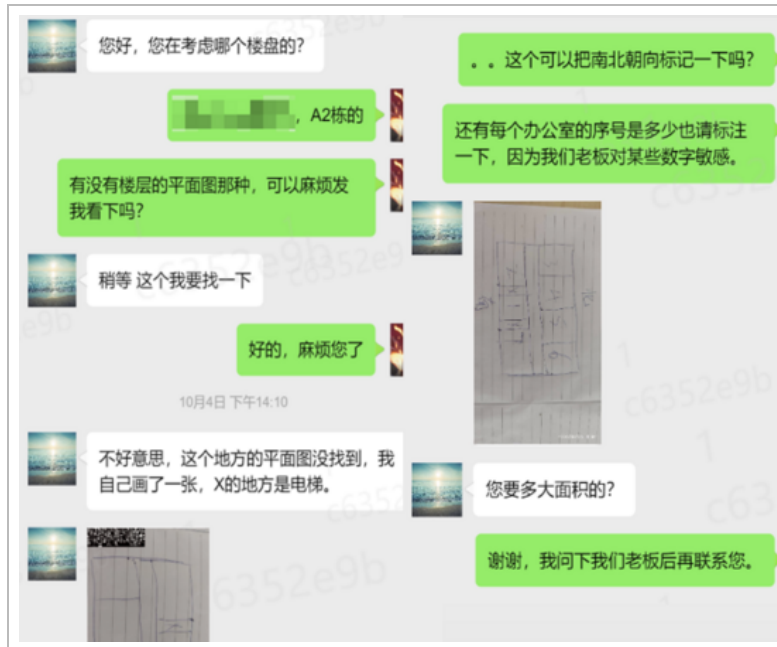 您好，您在考虑哪个楼盘的？
，A2栋的
有没有楼层的平面图那种，可以麻烦发
我看下吗？
稍等 这个我要找一下
好的，麻烦您了
10月4日 下午14:10
不好意思，这个地方的平面图没找到，我
自己画了一张，X的地方是电梯。
。。这个可以把南北朝向标记一下吗？
还有每个办公室的序号是多少也请标注
一下，因为我们老板对某些数字敏感。
您要多大面积的？
谢谢，我问下我们老板后再联系您。
c6352e9b